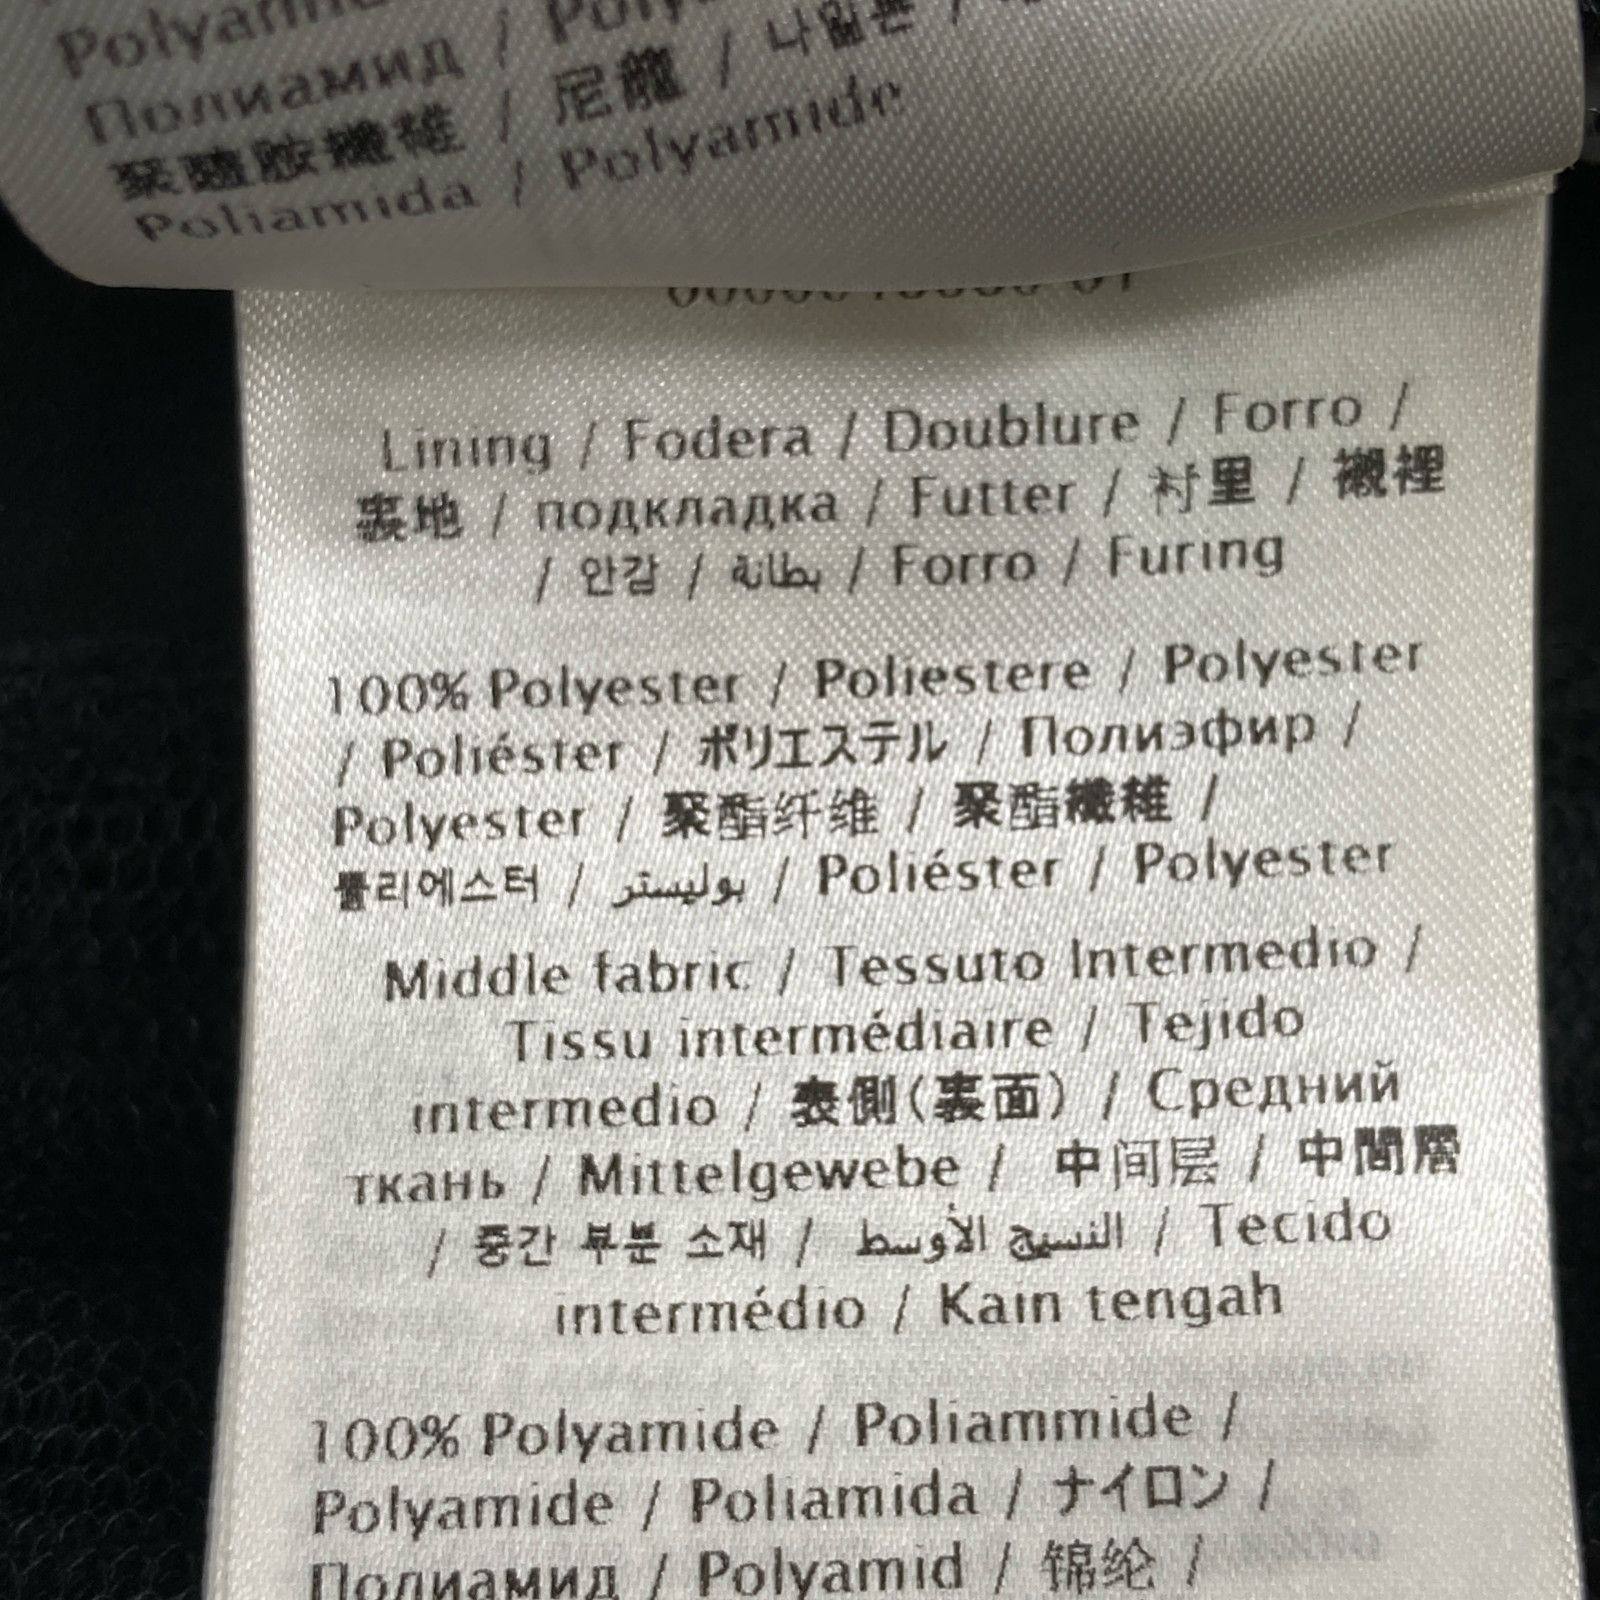 Polyamide
Полиамид /
聚醯胺纖維 / 尼龍 / 나일론 /
Poliamida / Polyamide
Lining / Fodera / Doublure / Forro /
裏地 / подкладка / Futter / 衬里 / 襯裡
/ 안감 / بطانة / Forro / Furing
100% Polyester / Poliestere / Polyester
/ Poliéster / ポリエステル / Полиэфир /
Polyester / 聚酯纤维 / 聚酯纖維 /
폴리에스터 / بوليستر / Poliéster / Polyester
Middle fabric / Tessuto Intermedio /
Tissu intermédiaire / Tejido
intermedio / 表側(裏面) / Средний
ткань / Mittelgewebe / 中间层 / 中間層
/ 중간 부분 소재 / النسيج الأوسط / Tecido
intermédio / Kain tengah
100% Polyamide / Poliammide /
Polyamide / Poliamida / ナイロン /
Полиамид / Polyamid / 锦纶 /